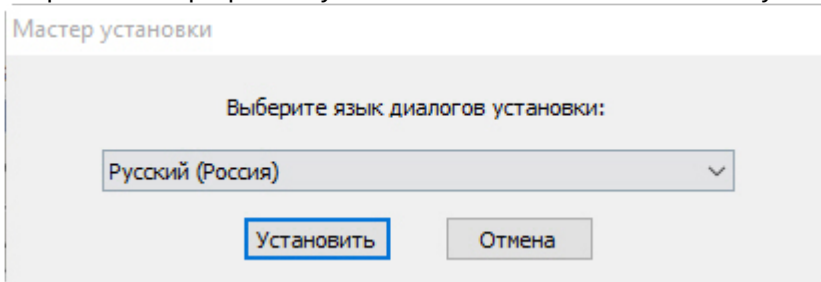 Мастер установки
Выберите язык диалогов установки:
Русский (Россия)
Установить
Отмена